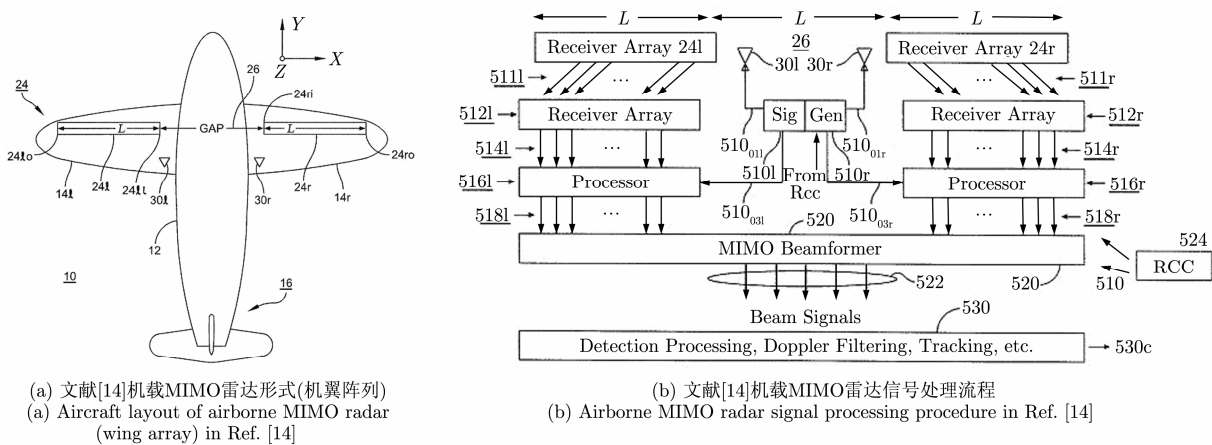 Y
X
Z
24
26
24ri
L
GAP
L
24lo
24ro
14l
24l
24li
30l
30r
24r
14r
12
10
16
(a) 文献[14]机载MIMO雷达形式(机翼阵列)
(a) Aircraft layout of airborne MIMO radar
(wing array) in Ref. [14]
L L L
Receiver Array 24l
26
Receiver Array 24r
30l 30r
511l
...
...
511r
512l
Receiver Array
Sig Gen
Receiver Array
512r
514l
...
510₀₁ₗ
510₀₁ᵣ
...
514r
510l
510r
516l
Processor
From
Rcc
Processor
516r
518l
...
510₀₃ₗ
510₀₃ᵣ
...
518r
520
MIMO Beamformer
524
RCC
522
520
510
Beam Signals
530
Detection Processing, Doppler Filtering, Tracking, etc.
530c
(b) 文献[14]机载MIMO雷达信号处理流程
(b) Airborne MIMO radar signal processing procedure in Ref. [14]